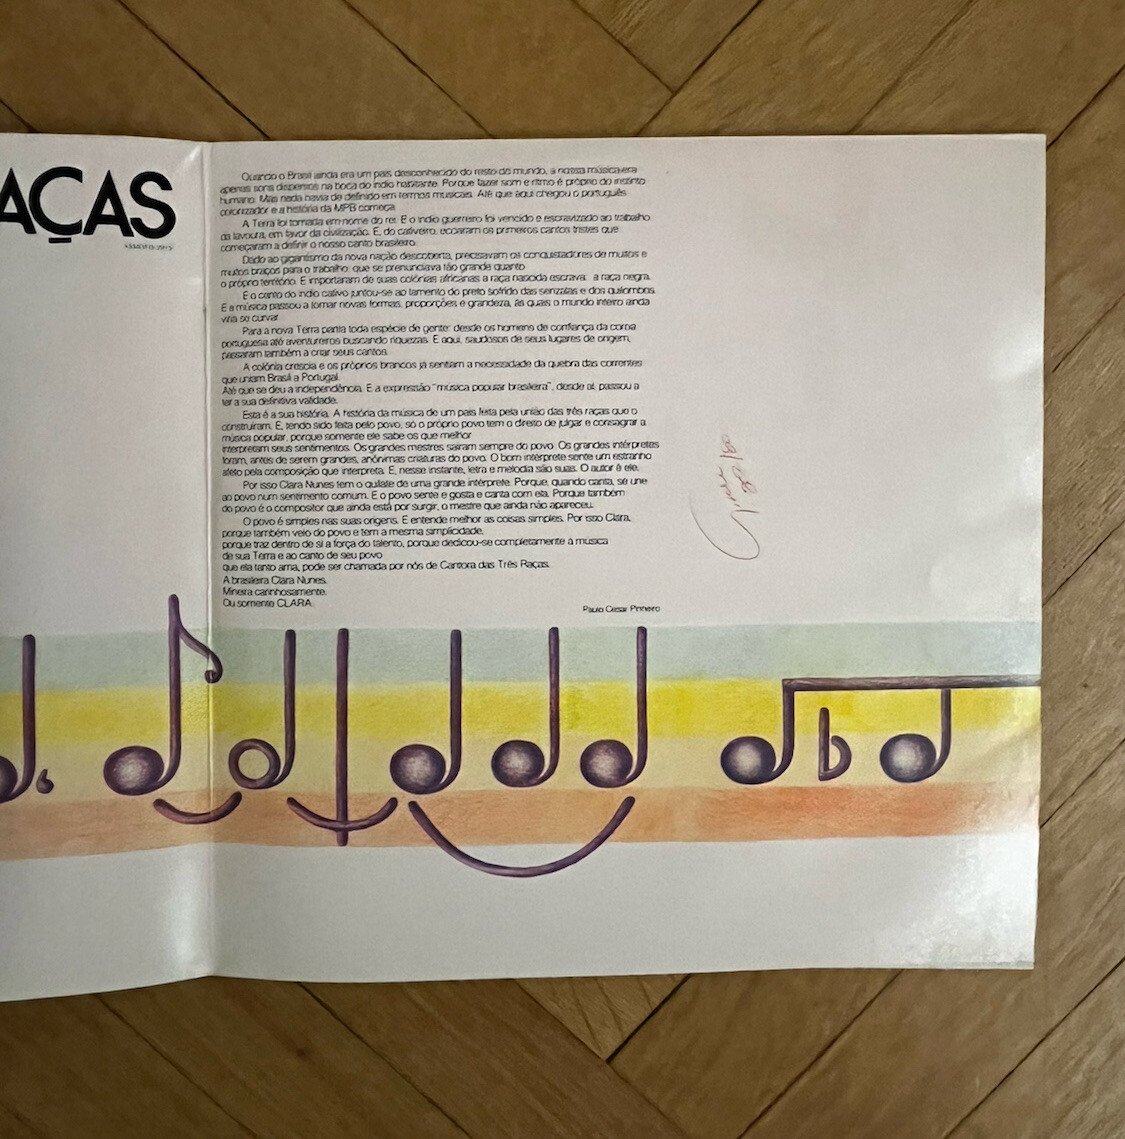 AÇAS
Quando o Brasil ainda era um país desconhecido do resto do mundo, a nossa música era
apenas sons dispersos na boca do índio habitante. Porque fazer som e ritmo é próprio do instinto
humano. Mas nada havia de definido em termos musicais. Até que aqui chegou o português
colonizador e a história da MPB começa.
A Terra foi tomada em nome do rei. E o índio guerreiro foi vencido e escravizado ao trabalho
da lavoura, em favor da civilização. E, do cativeiro, ecoaram os primeiros cantos tristes que
começaram a definir o nosso canto brasileiro.
Dado ao gigantismo da nova nação descoberta, precisavam os conquistadores de muitos e
muitos braços para o trabalho, que se prenunciava tão grande quanto
o próprio território. E importaram de suas colônias africanas a raça nascida escrava: a raça negra.
E o canto do índio cativo juntou-se ao lamento do preto sofrido das senzalas e dos quilombos.
E a música passou a tomar novas formas, proporções e grandeza, às quais o mundo inteiro ainda
viria se curvar.
Para a nova Terra partia toda espécie de gente: desde os homens de confiança da coroa
portuguesa até aventureiros buscando riquezas. E aqui, saudosos de seus lugares de origem,
passaram também a criar seus cantos.
A colônia crescia e os próprios brancos já sentiam a necessidade da quebra das correntes
que uniam Brasil a Portugal.
Até que se deu a independência. E a expressão "música popular brasileira", desde aí, passou a
ter a sua definitiva validade.
Esta é a sua história. A história da música de um país feita pela união das três raças que o
construíram. E, tendo sido feita pelo povo, só o próprio povo tem o direito de julgar e consagrar a
música popular, porque somente ele sabe os que melhor
interpretam seus sentimentos. Os grandes mestres saíram sempre do povo. Os grandes intérpretes
foram, antes de serem grandes, anônimas criaturas do povo. O bom intérprete sente um estranho
afeto pela composição que interpreta. E, nesse instante, letra e melodia são suas. O autor é ele.
Por isso Clara Nunes tem o quilate de uma grande intérprete. Porque, quando canta, se une
ao povo num sentimento comum. E o povo sente e gosta e canta com ela. Porque também
do povo é o compositor que ainda está por surgir, o mestre que ainda não apareceu.
O povo é simples nas suas origens. E entende melhor as coisas simples. Por isso Clara,
porque também veio do povo e tem a mesma simplicidade,
porque traz dentro de si a força do talento, porque dedicou-se completamente à música
de sua Terra e ao canto de seu povo
que ela tanto ama, pode ser chamada por nós de Cantora das Três Raças.
A brasileira Clara Nunes.
Mineira carinhosamente.
Ou somente CLARA
Paulo César Pinheiro